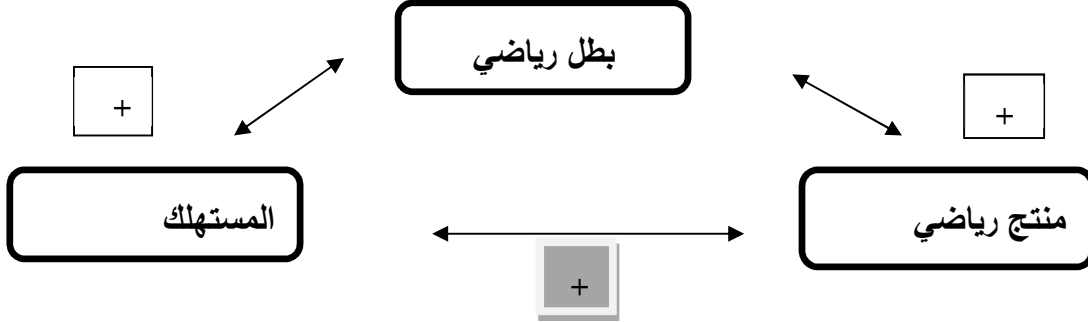 بطل رياضي
+
+
منتج رياضي
المستهلك
+